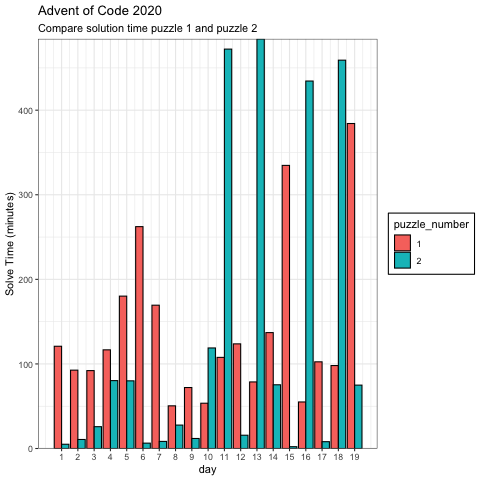 Advent of Code 2020
Compare solution time puzzle 1 and puzzle 2
Solve Time (minutes)
400
300
200
100
0
1 2 3 4 5 6 7 8 9 10 11 12 13 14 15 16 17 18 19
day
puzzle_number
1
2